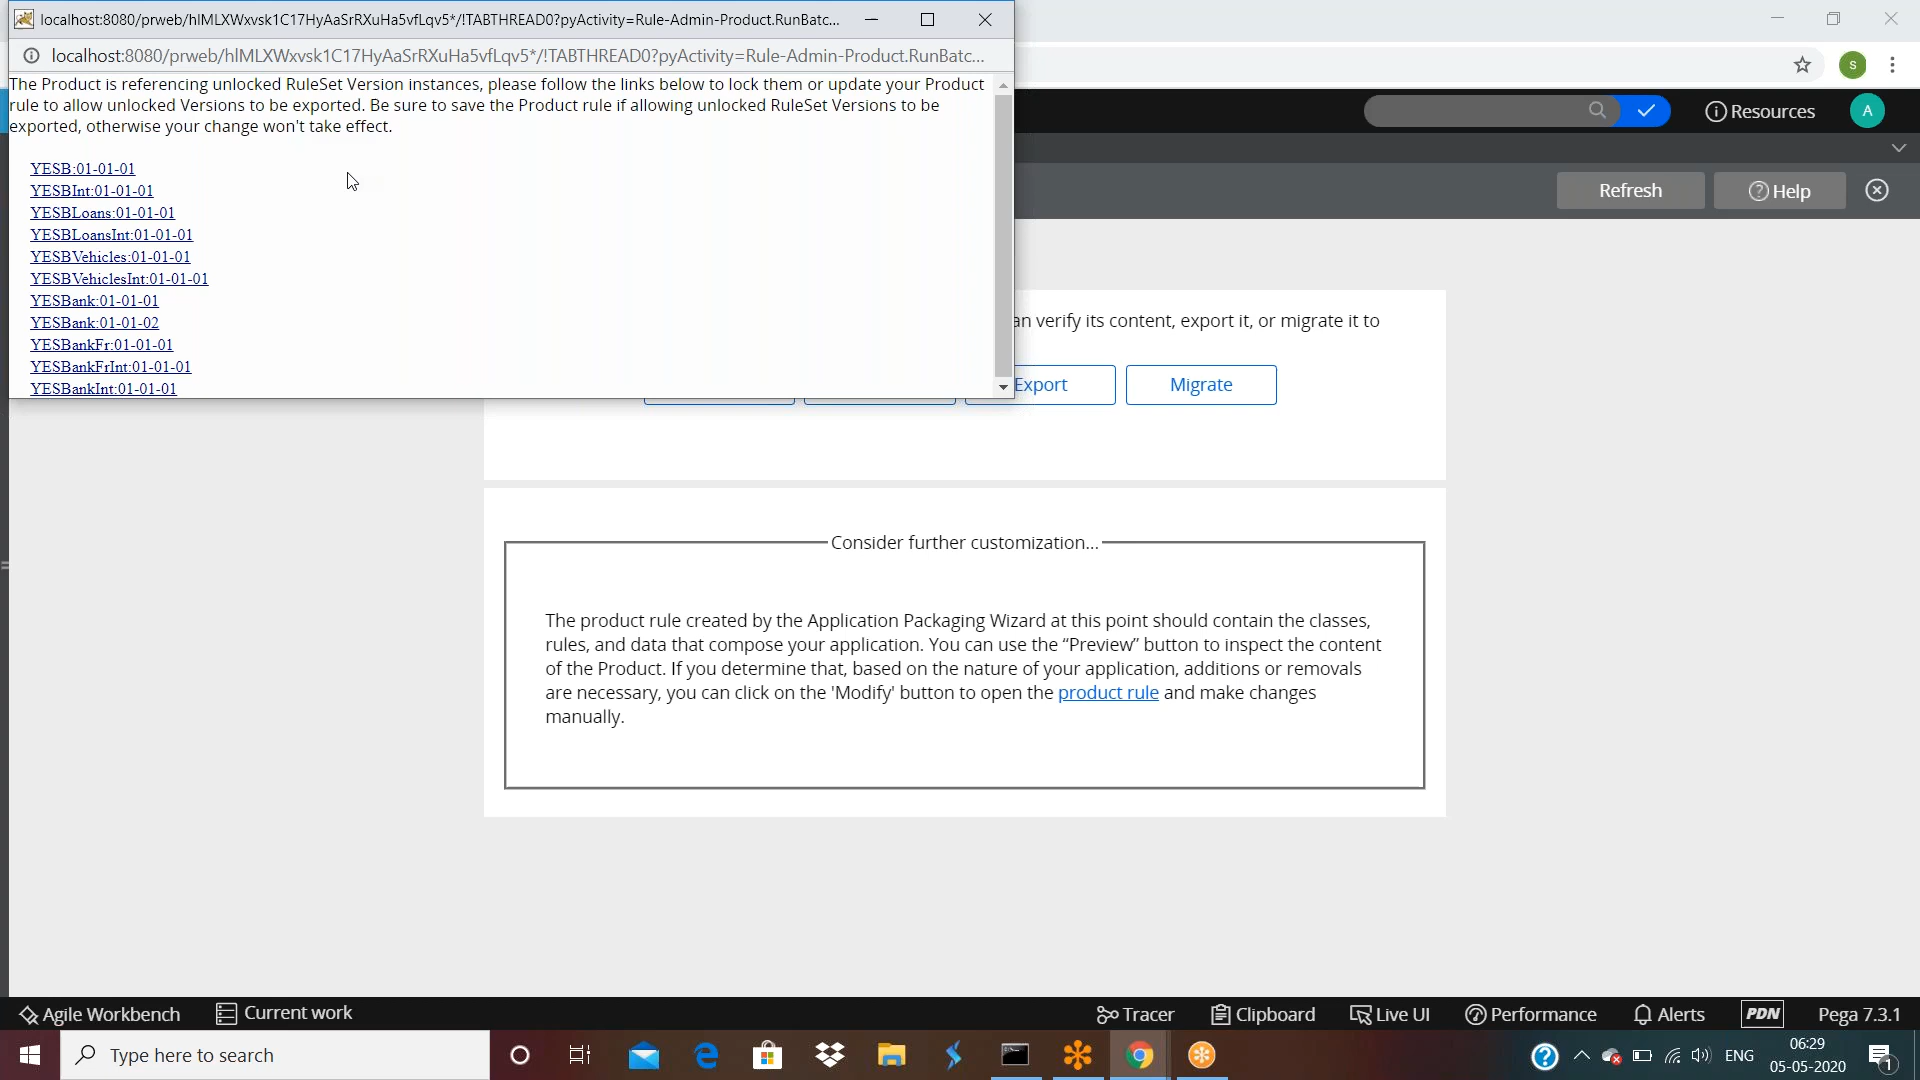 localhost:8080/prweb/hlMLXWxvsk1C17HyAaSrRXuHa5vfLqv5*/!TABTHREAD0?pyActivity=Rule-Admin-Product.RunBatc...
localhost:8080/prweb/hlMLXWxvsk1C17HyAaSrRXuHa5vfLqv5*/!TABTHREAD0?pyActivity=Rule-Admin-Product.RunBatc...
S
The Product is referencing unlocked RuleSet Version instances, please follow the links below to lock them or update your Product
rule to allow unlocked Versions to be exported. Be sure to save the Product rule if allowing unlocked RuleSet Versions to be
exported, otherwise your change won't take effect.
Resources
A
YESB:01-01-01
YESBInt:01-01-01
YESBLoans:01-01-01
YESBLoansInt:01-01-01
YESBVehicles:01-01-01
YESBVehiclesInt:01-01-01
YESBank:01-01-01
YESBank:01-01-02
YESBankFr:01-01-01
YESBankFrInt:01-01-01
YESBankInt:01-01-01
Refresh
Help
an verify its content, export it, or migrate it to
Export
Migrate
Consider further customization...
The product rule created by the Application Packaging Wizard at this point should contain the classes,
rules, and data that compose your application. You can use the “Preview” button to inspect the content
of the Product. If you determine that, based on the nature of your application, additions or removals
are necessary, you can click on the 'Modify' button to open the product rule and make changes
manually.
Agile Workbench
Current work
Tracer
Clipboard
Live UI
Performance
Alerts
PDN
Pega 7.3.1
Type here to search
ENG
06:29
05-05-2020
1